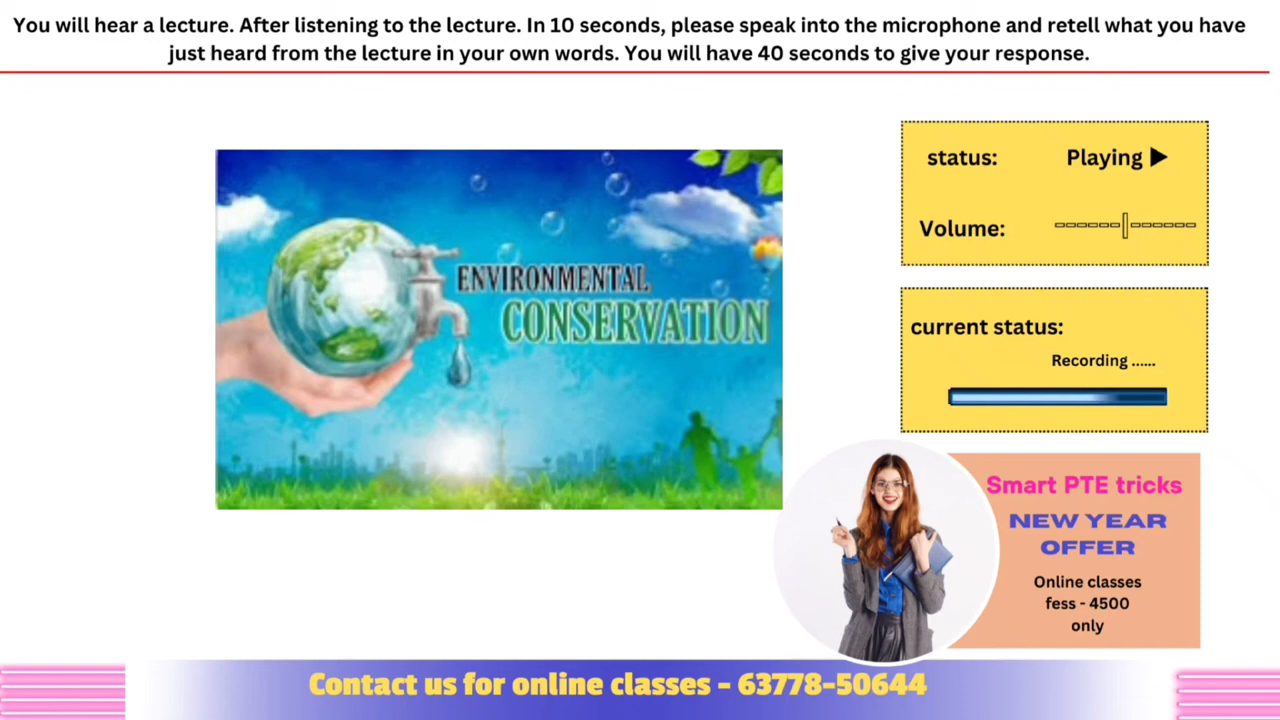 You will hear a lecture. After listening to the lecture. In 10 seconds, please speak into the microphone and retell what you have
just heard from the lecture in your own words. You will have 40 seconds to give your response.
ENVIRONMENTAL
CONSERVATION
status: Playing
Volume:
current status:
Recording ......
Smart PTE tricks
NEW YEAR
OFFER
Online classes
fess - 4500
only
Contact us for online classes - 63778-50644